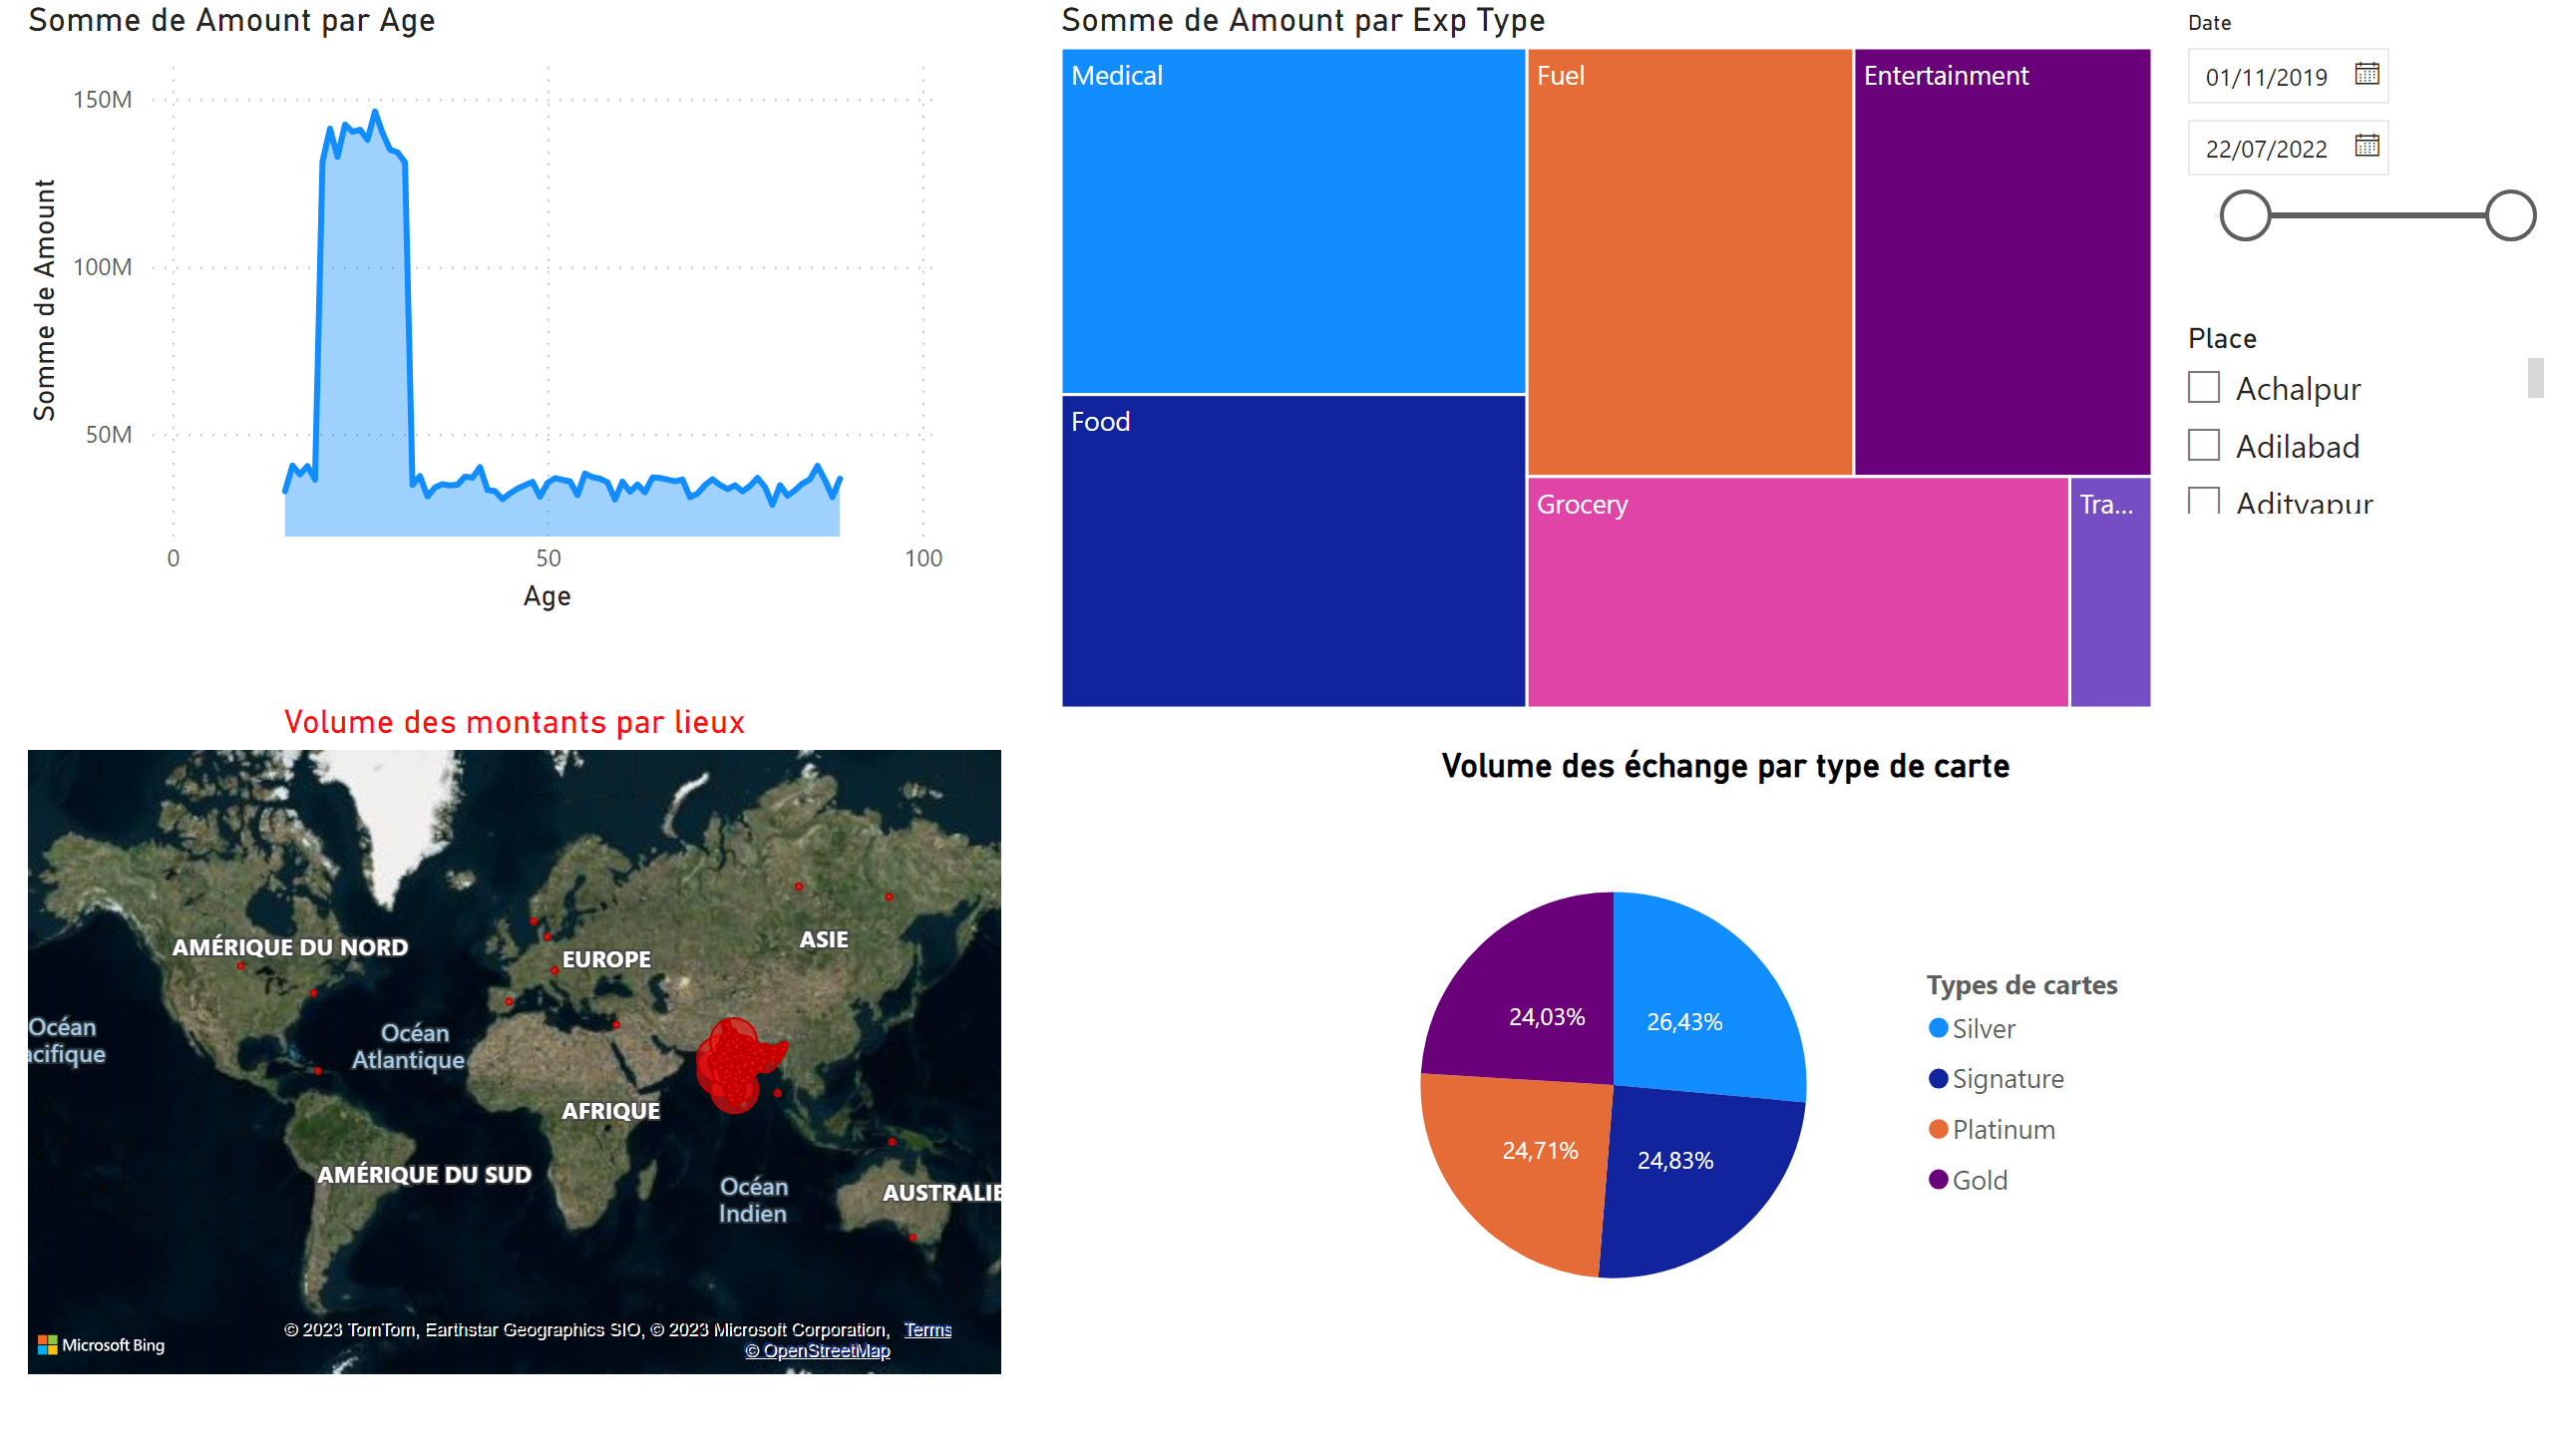 Somme de Amount par Age
150M
100M
50M
Somme de Amount
0
50
100
Age
Somme de Amount par Exp Type
Medical
Fuel
Entertainment
Food
Grocery
Tra...
Date
01/11/2019
22/07/2022
Place
Achalpur
Adilabad
Adityapur
Volume des montants par lieux
AMÉRIQUE DU NORD
EUROPE
ASIE
Océan
acifique
Océan
Atlantique
AFRIQUE
AMÉRIQUE DU SUD
Océan
Indien
AUSTRALIE
© 2023 TomTom, Earthstar Geographics SIO, © 2023 Microsoft Corporation, Terms
© OpenStreetMap
Microsoft Bing
Volume des échange par type de carte
24,03%
26,43%
24,71%
24,83%
Types de cartes
Silver
Signature
Platinum
Gold